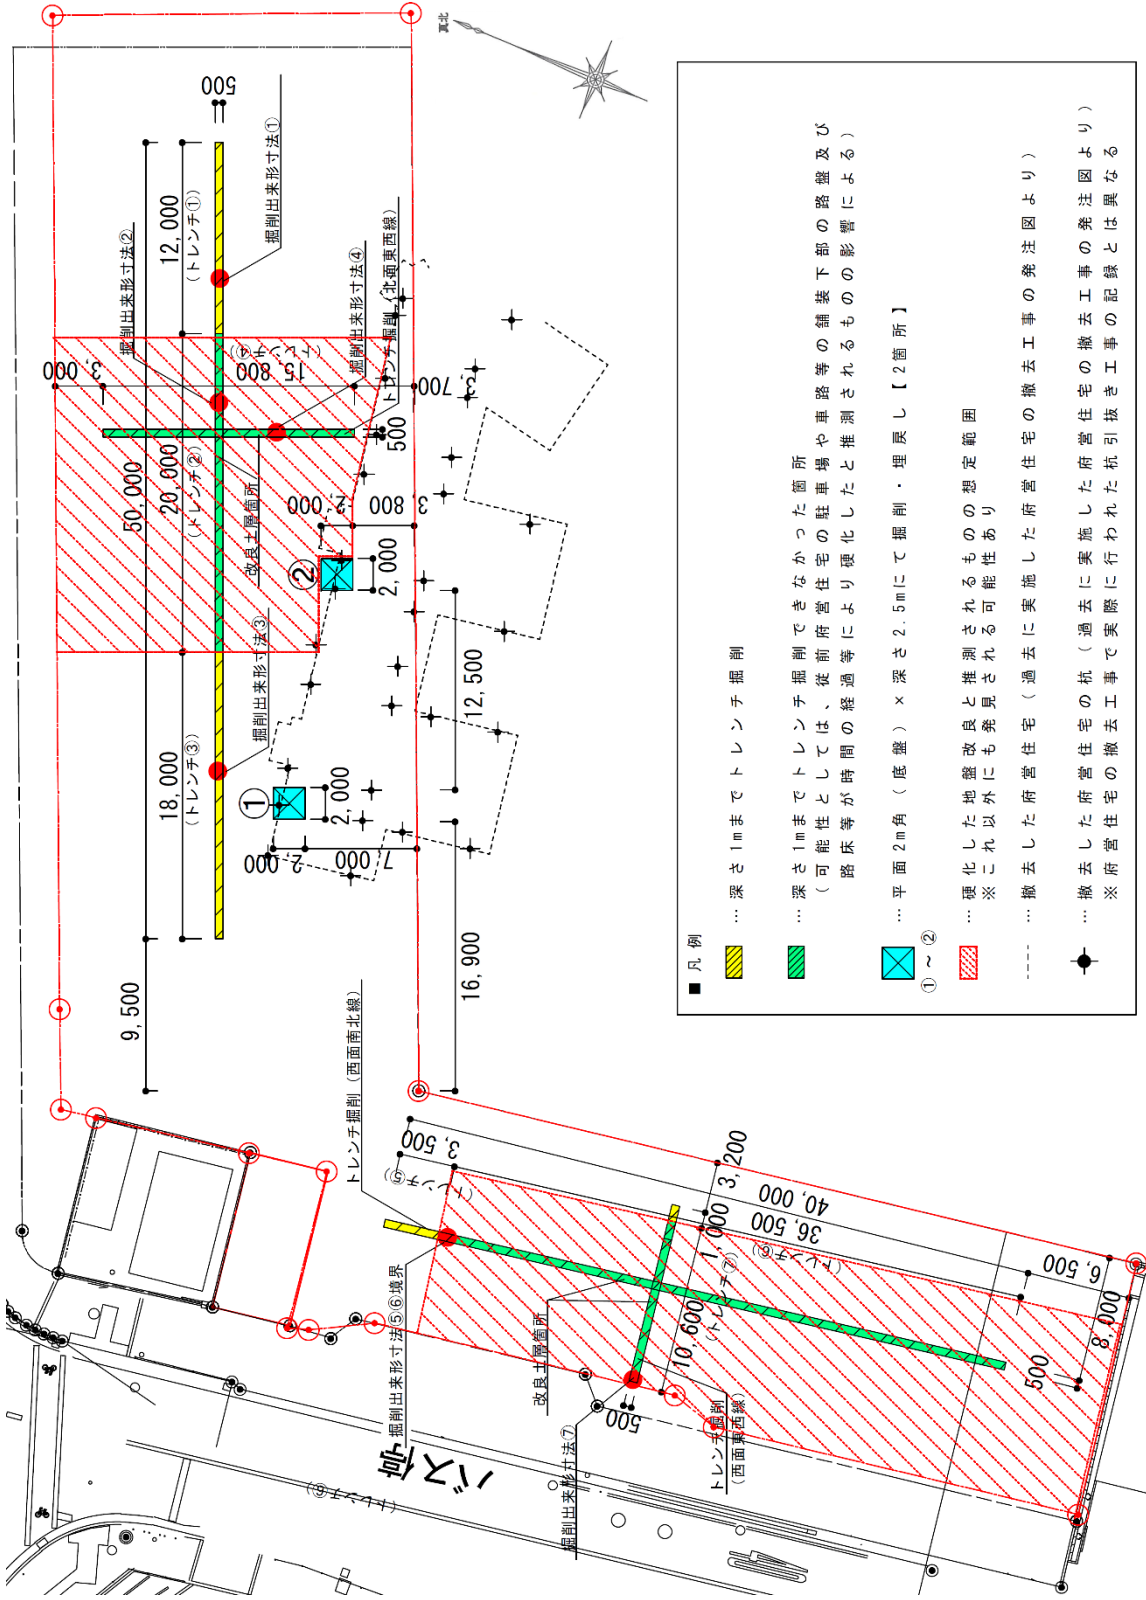 真北
500
12,000
(トレンチ①)
掘削出来形寸法①
掘削出来形寸法②
50,000
20,000
(トレンチ②)
3,000
15,800
(トレンチ④)
掘削出来形寸法④
トレンチ掘削(北面東西線)
3,700
500
改良土層箇所
2,000
3,800
②
2,000
掘削出来形寸法③
18,000
(トレンチ③)
①
2,000
2,000
7,000
12,500
16,900
9,500
トレンチ掘削(西面南北線)
3,500
(トレンチ⑤)
掘削出来形寸法⑤⑥境界
3,200
40,000
36,500
(トレンチ⑥)
1,000
10,600
(トレンチ⑦)
6,500
8,000
500
改良土層箇所
500
掘削出来形寸法⑦
トレンチ掘削
(西面東西線)
バス停
(トレンチ⑨)
■凡例
…深さ1mまでトレンチ掘削
…深さ1mまでトレンチ掘削できなかった箇所
(可能性としては、従前府営住宅の駐車場や車路等の舗装下部の路盤及び
路床等が時間の経過等により硬化したと推測されるものの影響による)
①~②
…平面2m角(底盤)×深さ2.5mにて掘削・埋戻し【2箇所】
…硬化した地盤改良と推測されるものの想定範囲
※これ以外にも発見される可能性あり
…撤去した府営住宅(過去に実施した府営住宅の撤去工事の発注図より)
…撤去した府営住宅の杭(過去に実施した府営住宅の撤去工事の発注図より)
※府営住宅の撤去工事で実際に行われた杭引抜き工事の記録とは異なる